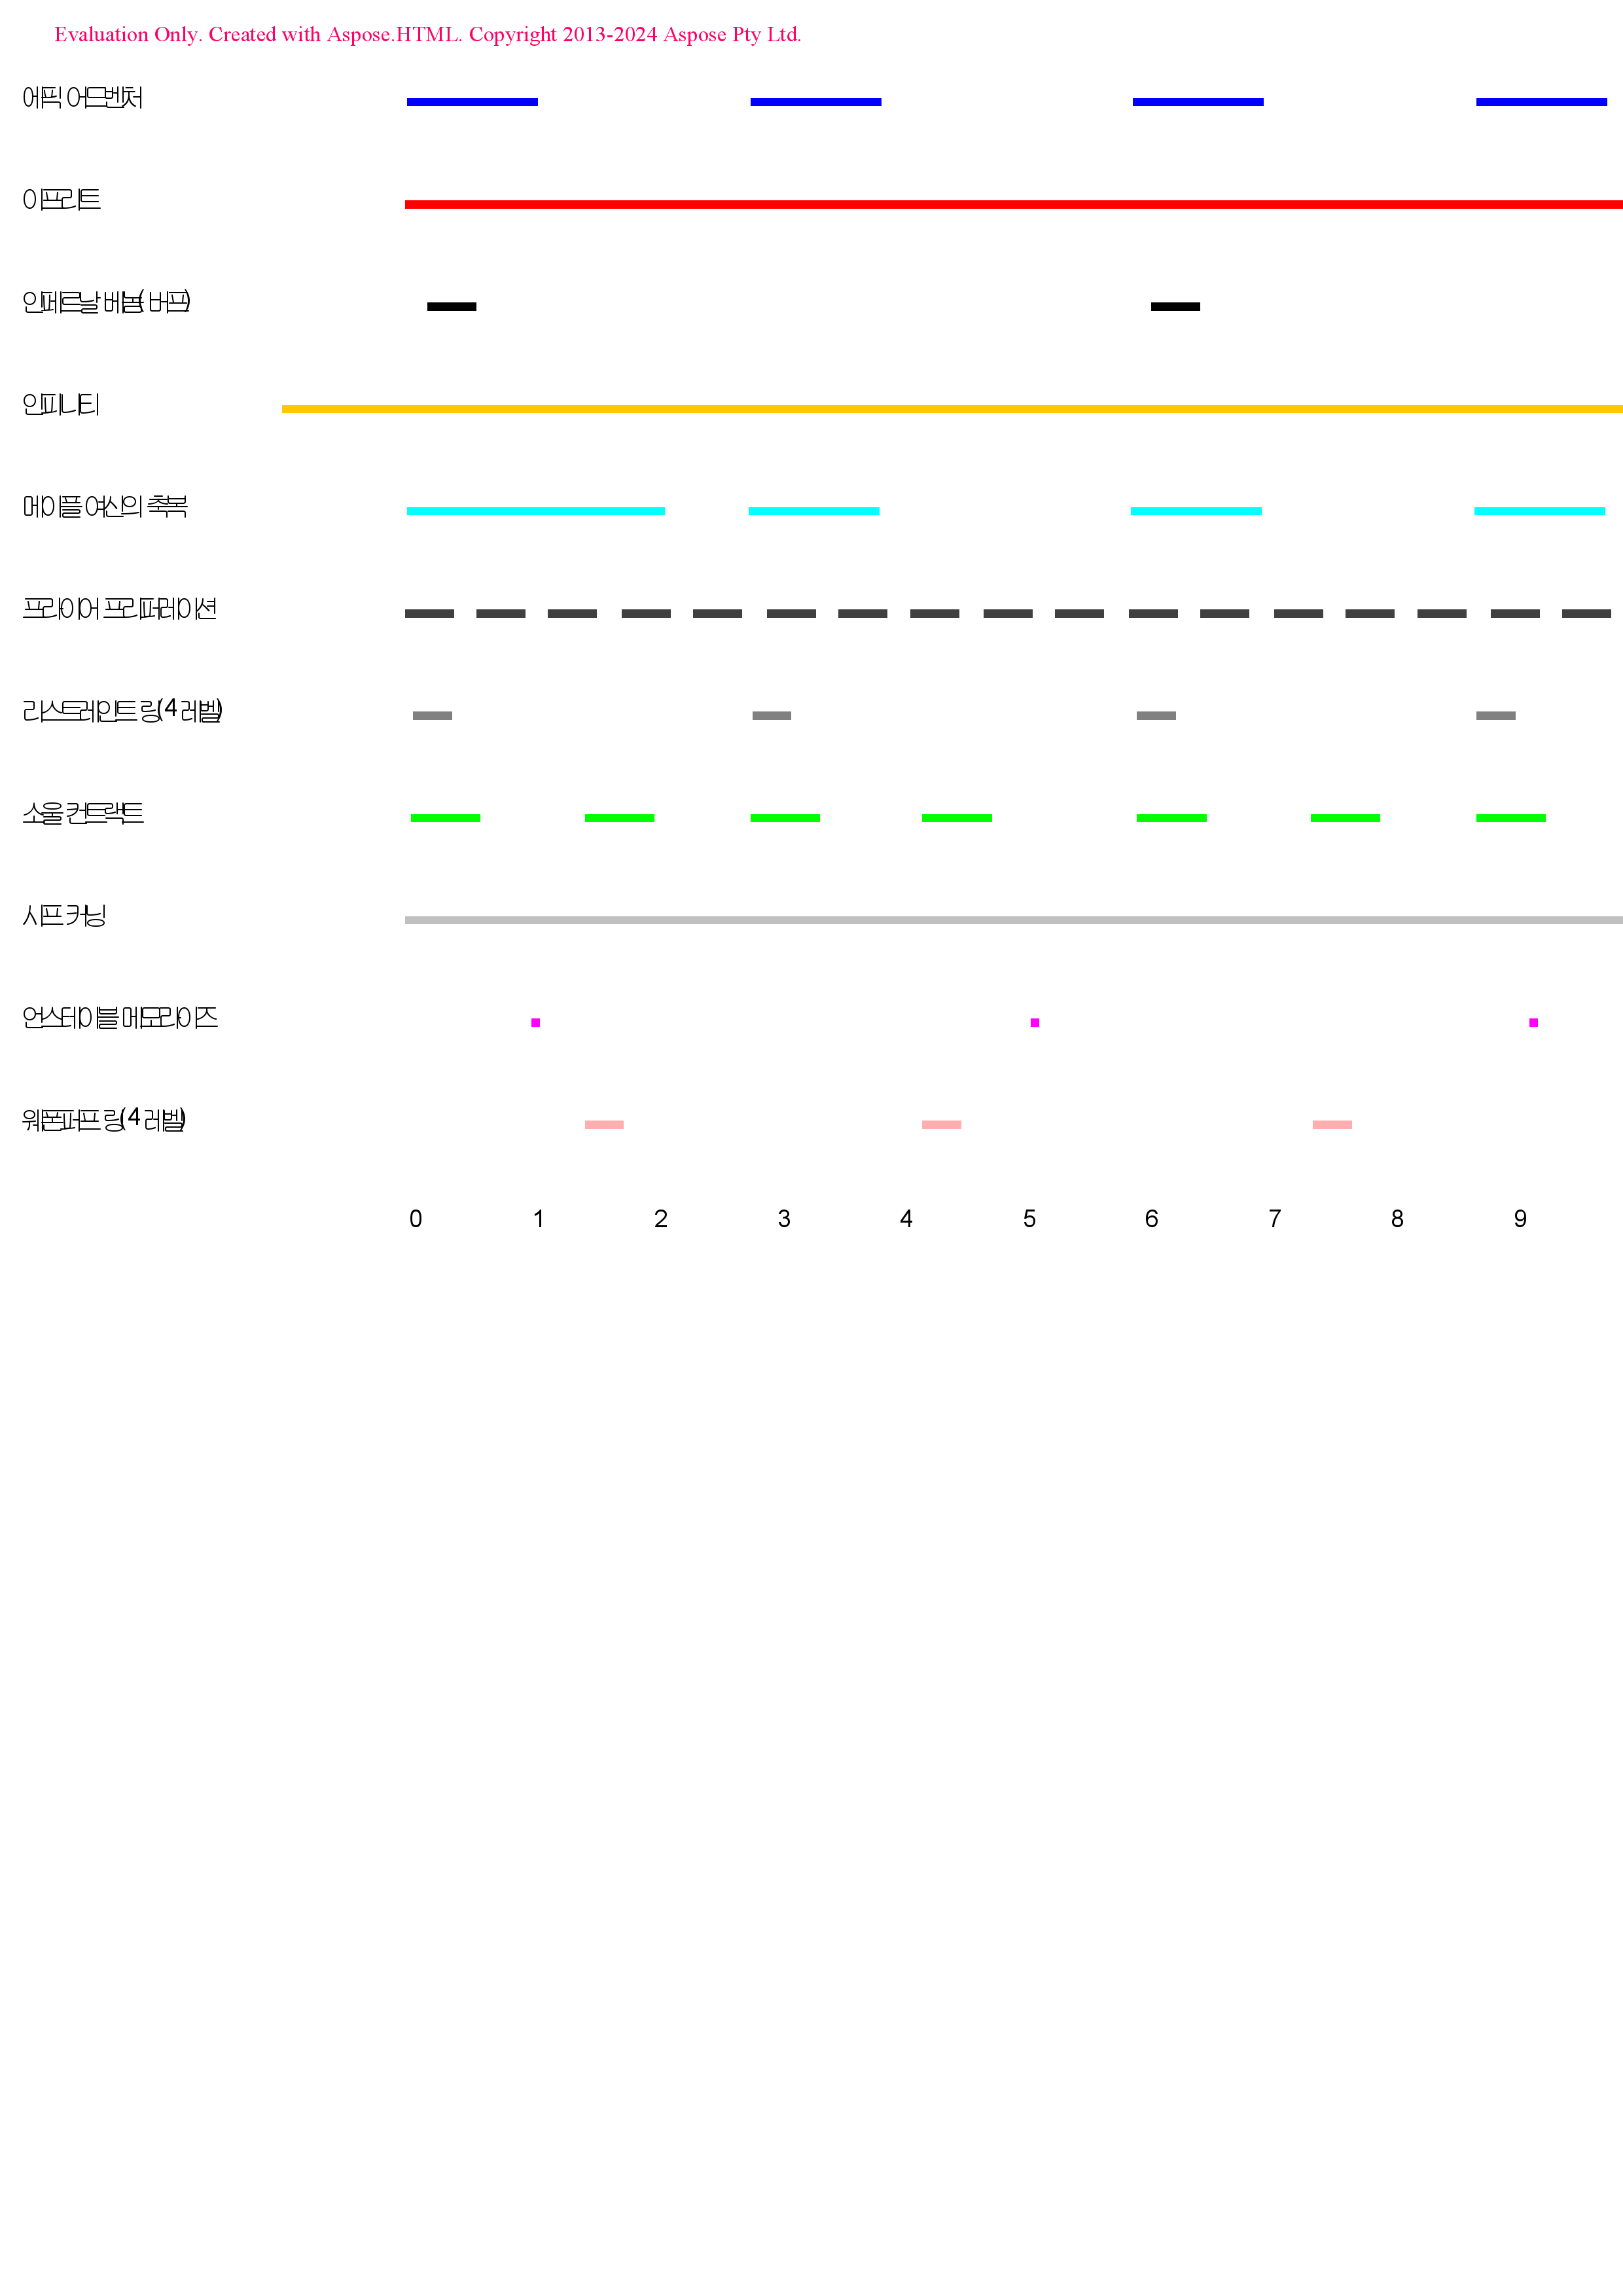 Evaluation Only. Created with Aspose.HTML. Copyright 2013-2024 Aspose Pty Ltd.
에픽 어드벤처
이프리트
인페르날 베놈(버프)
인피니티
메이플 여신의 축복
프라이어 프리퍼레이션
리스트레인트 링(4레벨)
소울 컨트랙트
시프 커닝
언스테이블 메모라이즈
웨폰퍼프 링(4레벨)
0 1 2 3 4 5 6 7 8 9